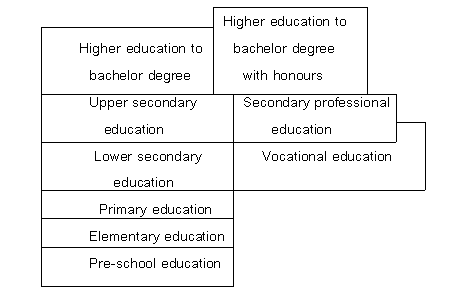 Higher education to
bachelor degree
Higher education to
bachelor degree
with honours
Upper secondary
education
Secondary professional
education
Lower secondary
education
Vocational education
Primary education
Elementary education
Pre-school education